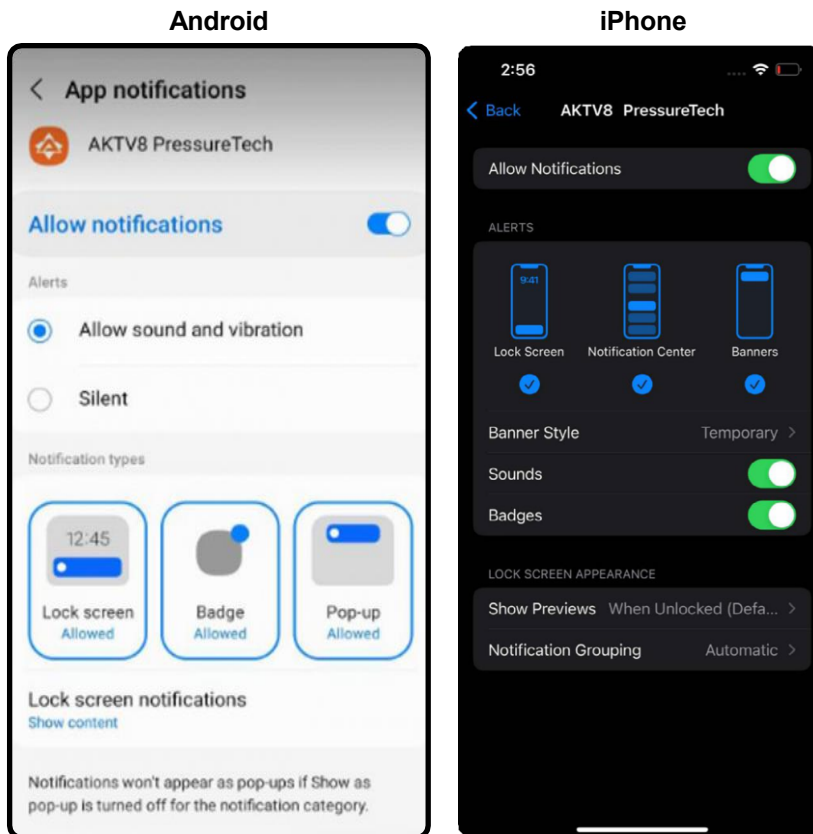 Android
App notifications
AKTV8 PressureTech
Allow notifications
Alerts
Allow sound and vibration
Silent
Notification types
12:45
Lock screen
Allowed
Badge
Allowed
Pop-up
Allowed
Lock screen notifications
Show content
Notifications won't appear as pop-ups if Show as
pop-up is turned off for the notification category.
iPhone
2:56
Back
AKTV8 PressureTech
Allow Notifications
ALERTS
9:41
Lock Screen
Notification Center
Banners
Banner Style
Temporary
Sounds
Badges
LOCK SCREEN APPEARANCE
Show Previews
When Unlocked (Defa...
Notification Grouping
Automatic